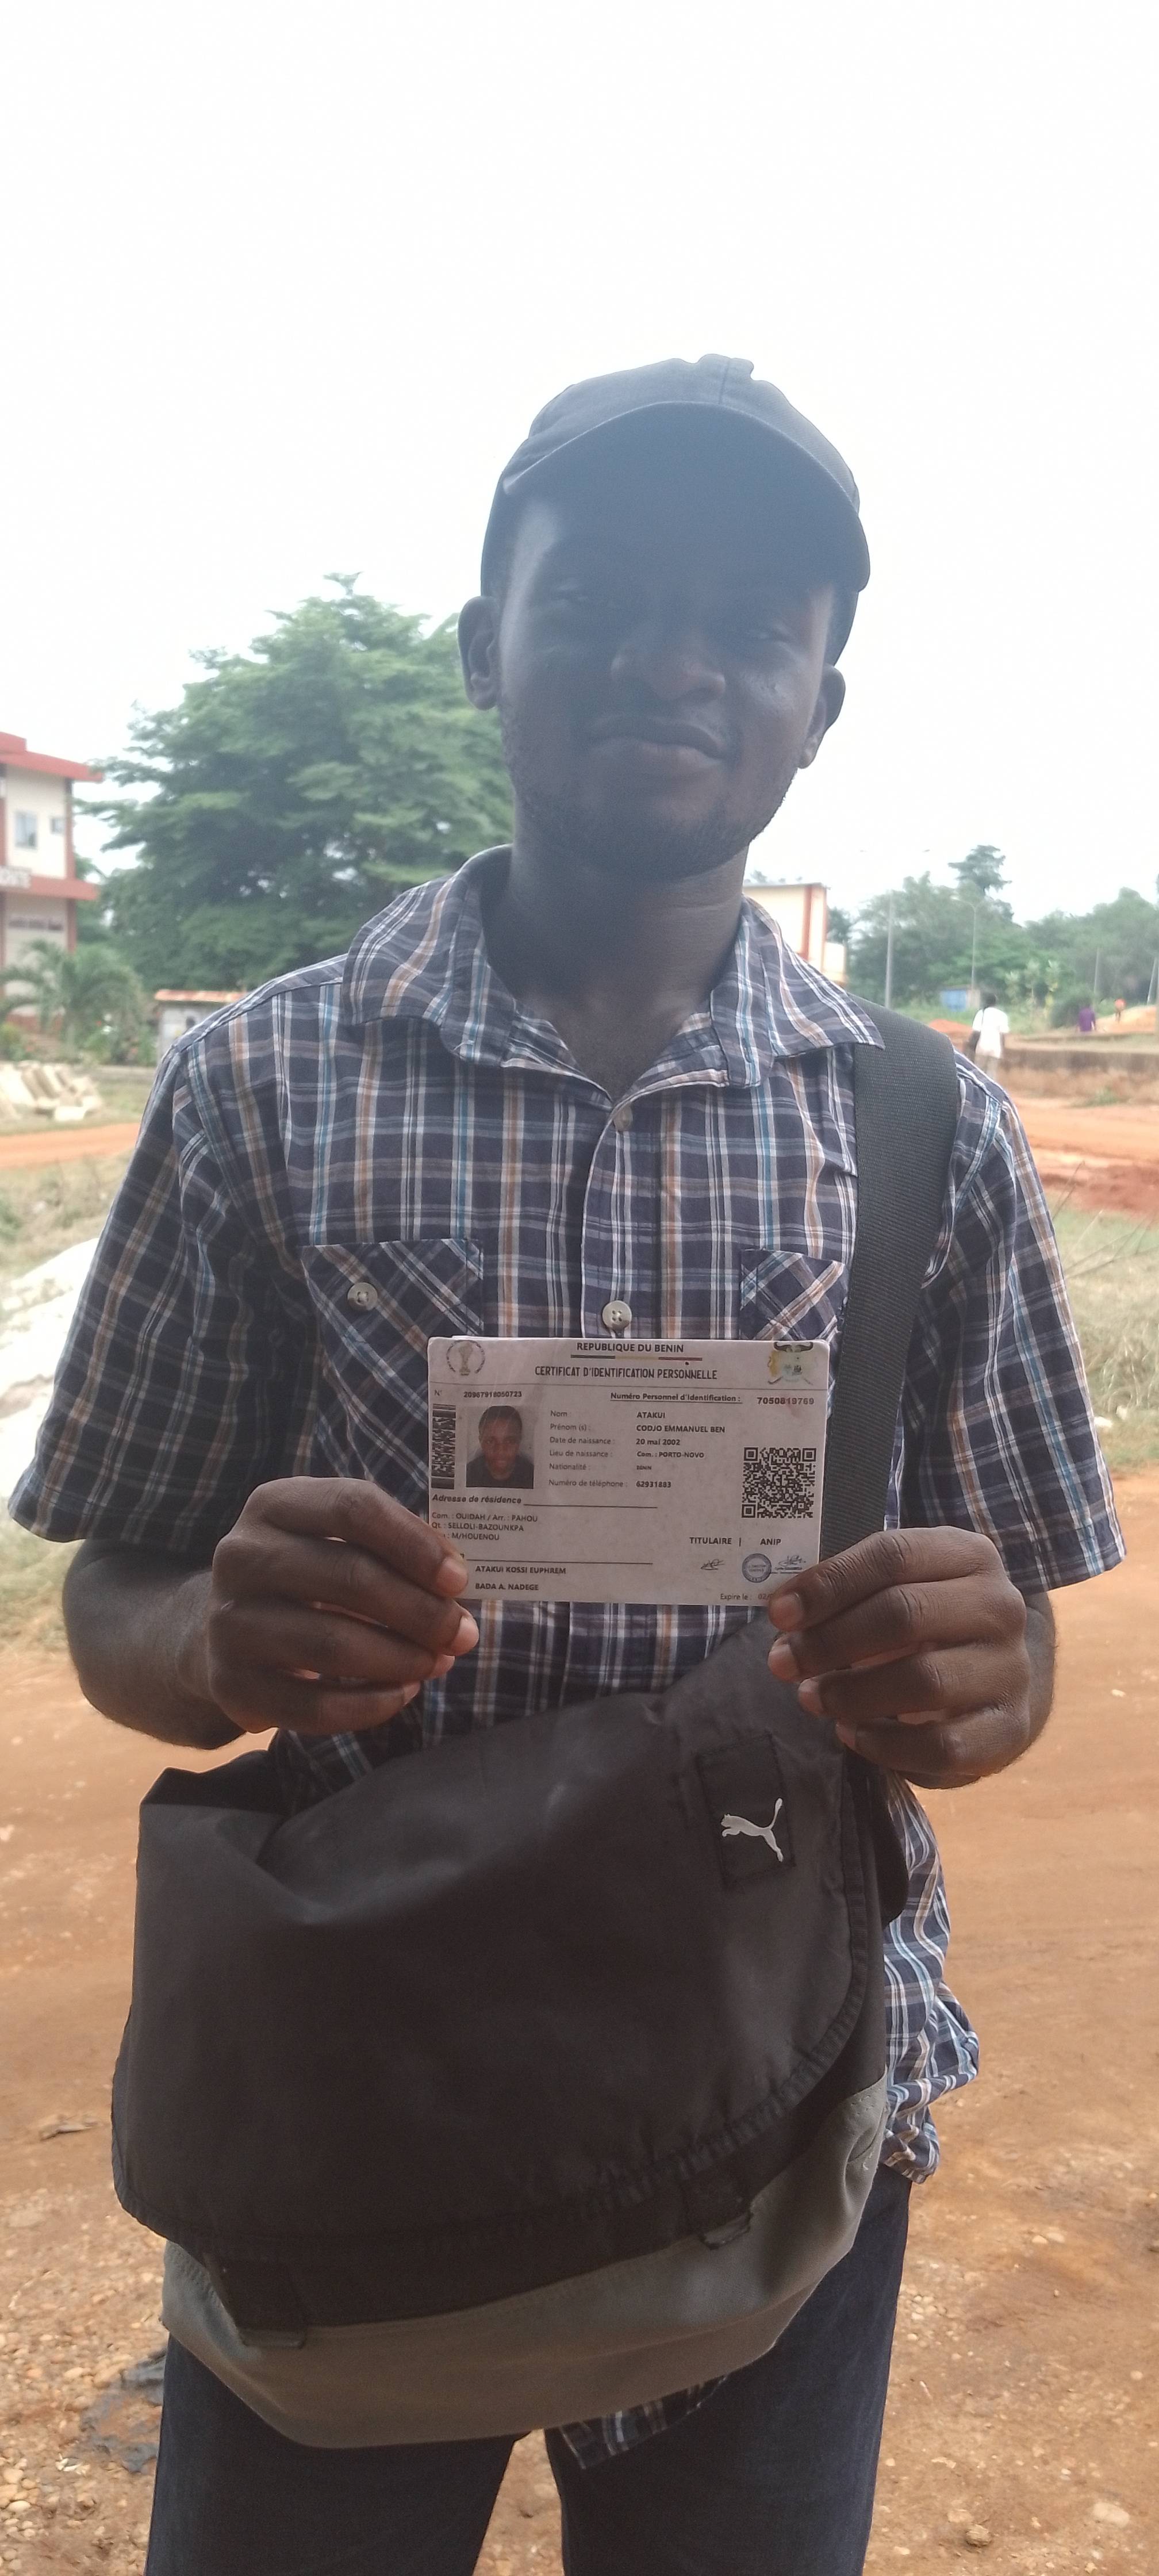 REPUBLIQUE DU BENIN
CERTIFICAT D'IDENTIFICATION PERSONNELLE
N° 20967918050723 Numéro Personnel d'Identification : 7050819769
Nom : ATAKUI
Prénom (s) : CODJO EMMANUEL BEN
Date de naissance : 20 mai 2002
Lieu de naissance : Com. : PORTO-NOVO
Nationalité : BENIN
Numéro de téléphone : 62931883
Adresse de résidence
Com. : OUIDAH / Arr. : PAHOU
Qt. : SELLOLI-BAZOUNKPA
: M/HOUENOU
TITULAIRE | ANIP
ATAKUI KOSSI EUPHREM
BADA A. NADEGE
Expire le :